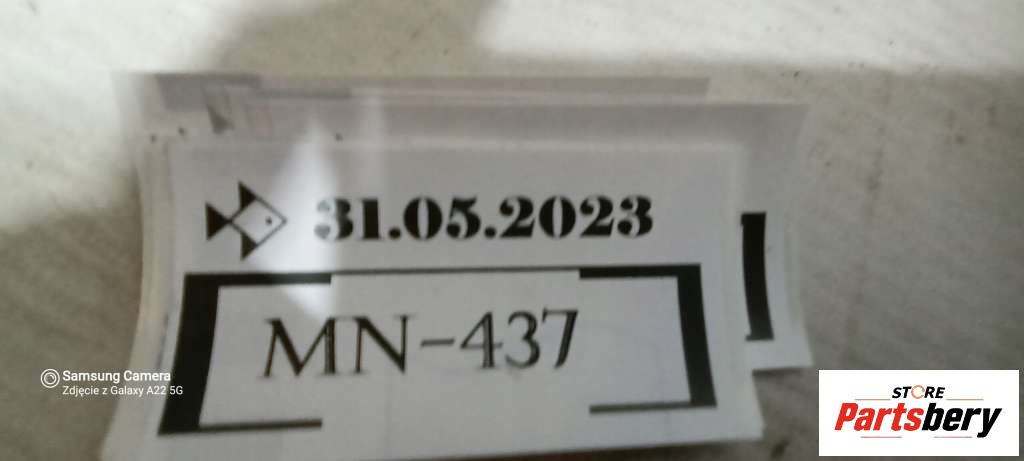 31.05.2023
MN-437
Samsung Camera
Zdjęcie z Galaxy A22 5G
STORE
Partsbery